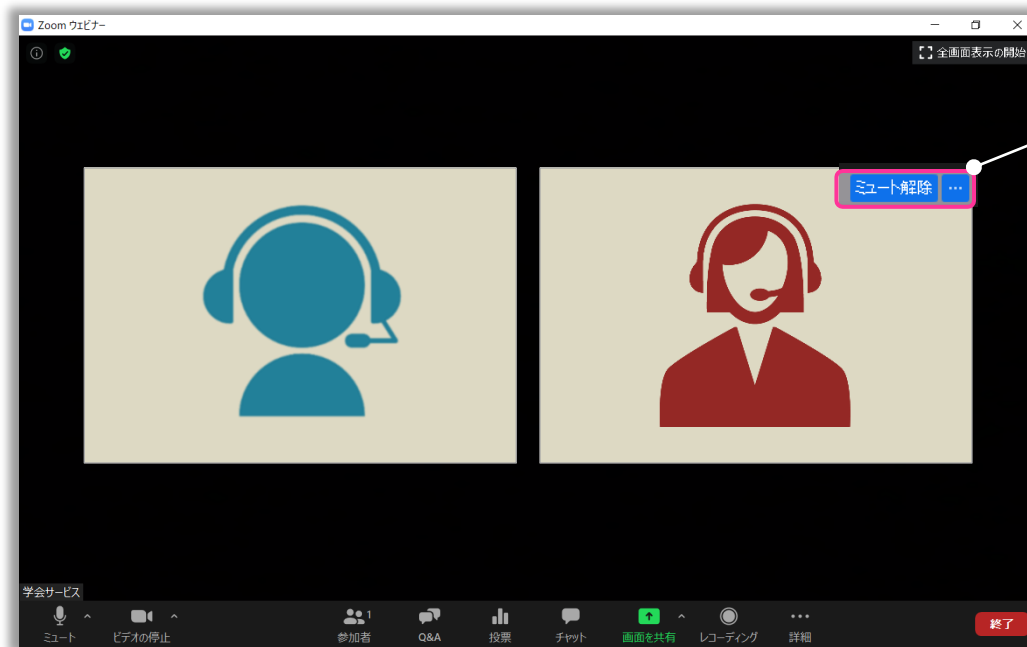 Zoom ウェビナー
全画面表示の開始
ミュート解除 …
学会サービス
1
ミュート ビデオの停止 参加者 Q&A 投票 チャット 画面を共有 レコーディング 詳細 終了